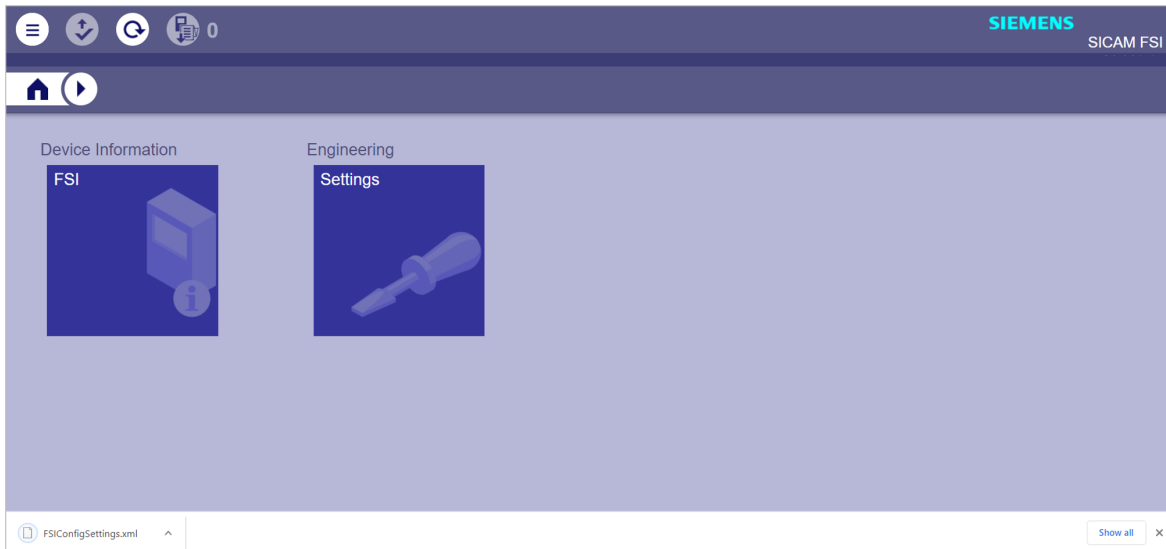 0
SIEMENS
SICAM FSI
Device Information
Engineering
FSI
Settings
FSIConfigSettings.xml
Show all